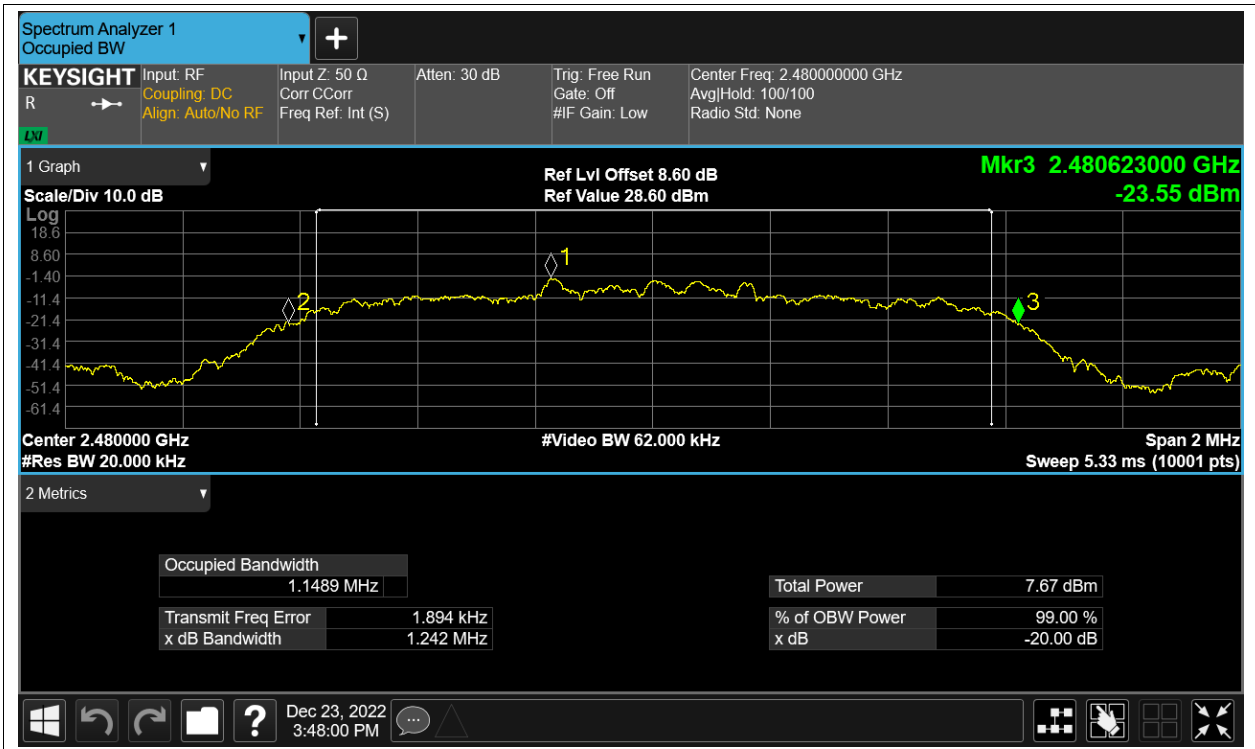 Spectrum Analyzer 1
Occupied BW
KEYSIGHT
R
LXI
Input: RF
Coupling: DC
Align: Auto/No RF
Input Z: 50 Ω
Corr CCorr
Freq Ref: Int (S)
Atten: 30 dB
Trig: Free Run
Gate: Off
#IF Gain: Low
Center Freq: 2.480000000 GHz
Avg|Hold: 100/100
Radio Std: None
1 Graph
Scale/Div 10.0 dB
Ref Lvl Offset 8.60 dB
Ref Value 28.60 dBm
Mkr3 2.480623000 GHz
-23.55 dBm
Log
18.6
8.60
-1.40
-11.4
-21.4
-31.4
-41.4
-51.4
-61.4
1
2
3
Center 2.480000 GHz
#Res BW 20.000 kHz
#Video BW 62.000 kHz
Span 2 MHz
Sweep 5.33 ms (10001 pts)
2 Metrics
Occupied Bandwidth
1.1489 MHz
Transmit Freq Error 1.894 kHz
x dB Bandwidth 1.242 MHz
Total Power 7.67 dBm
% of OBW Power 99.00 %
x dB -20.00 dB
?
Dec 23, 2022
3:48:00 PM